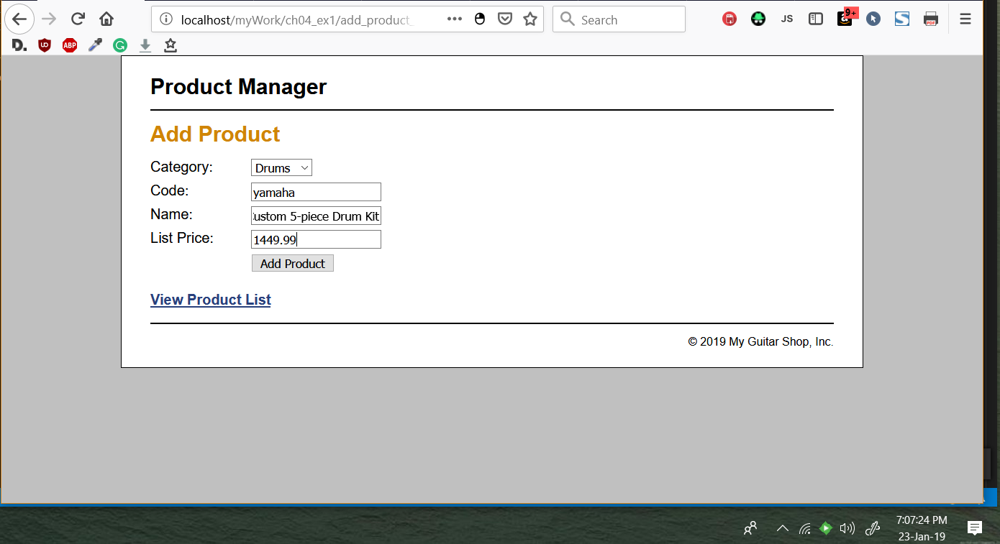 localhost/myWork/ch04_ex1/add_product_
Search
JS
9+
PDF
D.
ABP
Product Manager
Add Product
Category: Drums
Code: yamaha
Name: ustom 5-piece Drum Kit
List Price: 1449.99
Add Product
View Product List
© 2019 My Guitar Shop, Inc.
7:07:24 PM
23-Jan-19